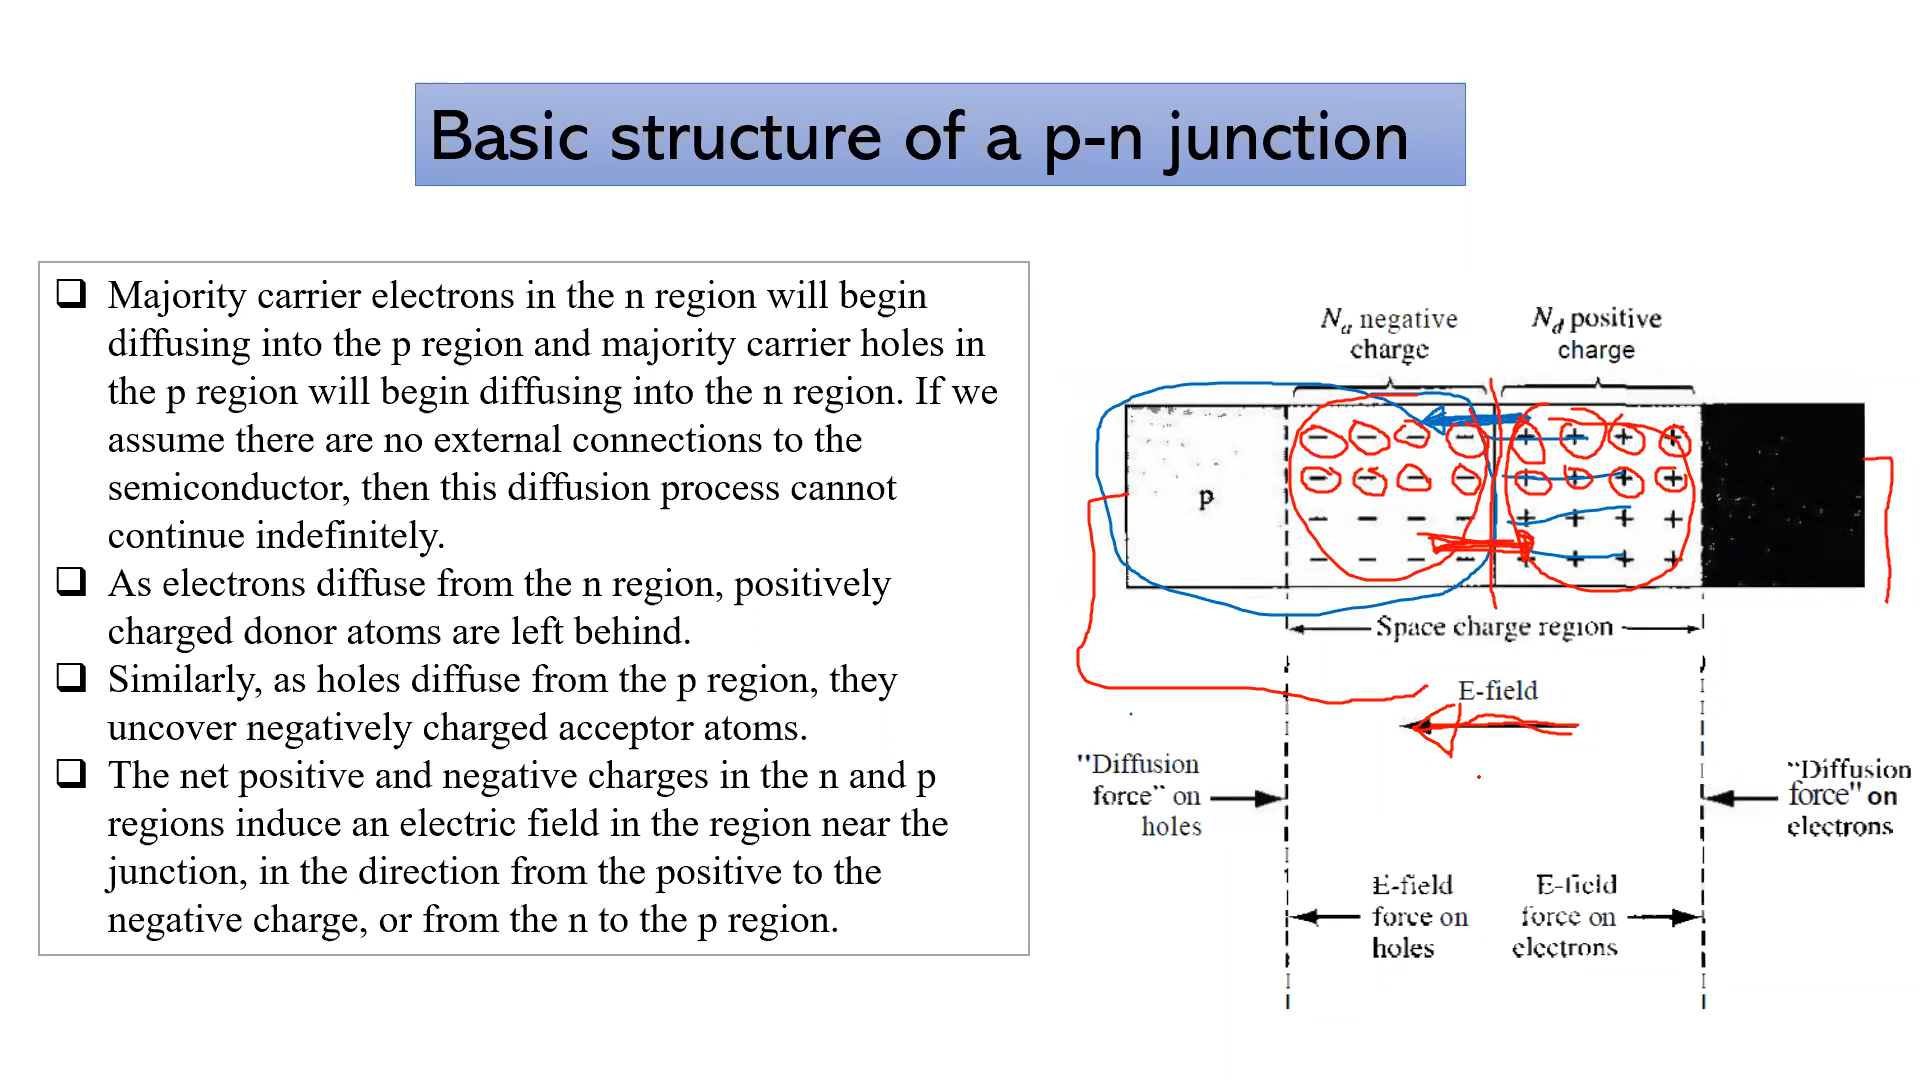 Basic structure of a p-n junction
Majority carrier electrons in the n region will begin
diffusing into the p region and majority carrier holes in
the p region will begin diffusing into the n region. If we
assume there are no external connections to the
semiconductor, then this diffusion process cannot
continue indefinitely.
As electrons diffuse from the n region, positively
charged donor atoms are left behind.
Similarly, as holes diffuse from the p region, they
uncover negatively charged acceptor atoms.
The net positive and negative charges in the n and p
regions induce an electric field in the region near the
junction, in the direction from the positive to the
negative charge, or from the n to the p region.
Na negative
charge
Nd positive
charge
p
− − − − + + + +
− − − − + + + +
− − − − + + + +
− − − − + + + +
Space charge region
E-field
"Diffusion
force" on
holes
"Diffusion
force" on
electrons
E-field
force on
holes
E-field
force on
electrons